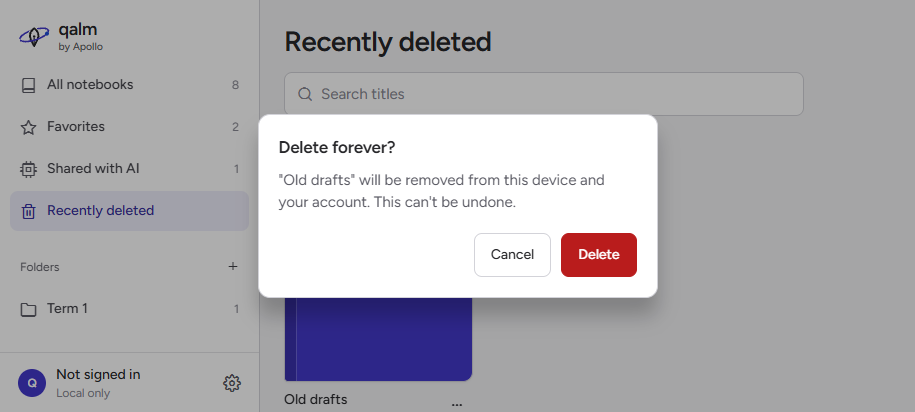 qalm
by Apollo
All notebooks 8
Favorites 2
Shared with AI 1
Recently deleted
Folders +
Term 1 1
Q
Not signed in
Local only
Recently deleted
Search titles
Delete forever?
"Old drafts" will be removed from this device and
your account. This can't be undone.
Cancel Delete
Old drafts ...